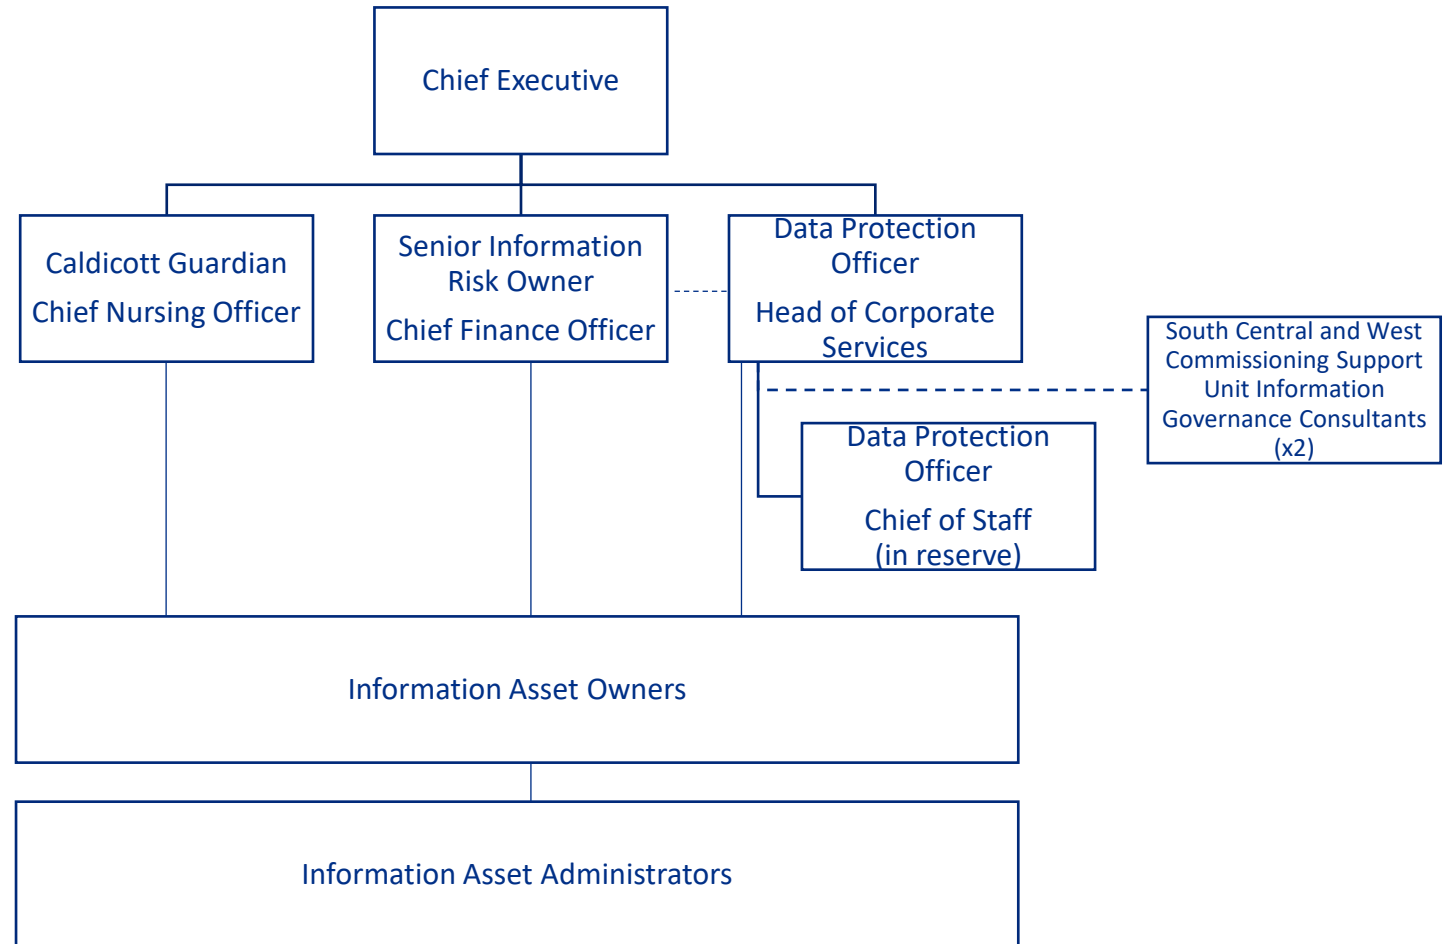 Chief Executive
Caldicott Guardian
Chief Nursing Officer
Senior Information
Risk Owner
Chief Finance Officer
Data Protection
Officer
Head of Corporate
Services
South Central and West
Commissioning Support
Unit Information
Governance Consultants
(x2)
Data Protection
Officer
Chief of Staff
(in reserve)
Information Asset Owners
Information Asset Administrators